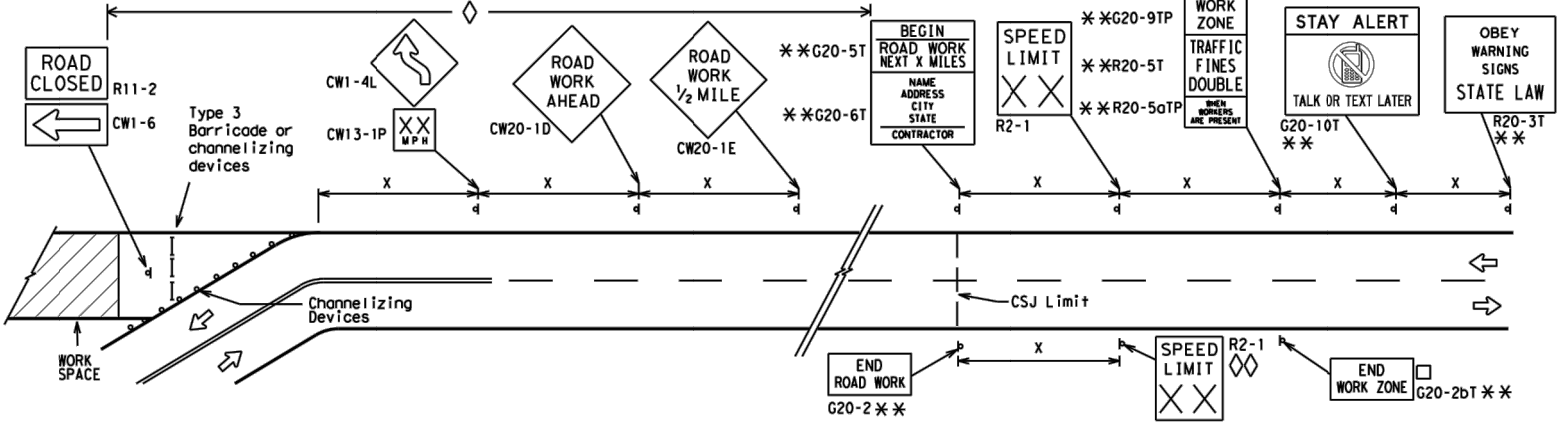 ROAD
CLOSED
R11-2
CW1-6
Type 3
Barricade or
channelizing
devices
CW1-4L
XX
MPH
CW13-1P
ROAD
WORK
AHEAD
CW20-1D
ROAD
WORK
1/2 MILE
CW20-1E
**G20-5T
**G20-6T
BEGIN
ROAD WORK
NEXT X MILES
NAME
ADDRESS
CITY
STATE
CONTRACTOR
SPEED
LIMIT
XX
R2-1
**G20-9TP
**R20-5T
**R20-5aTP
WORK
ZONE
TRAFFIC
FINES
DOUBLE
WHEN
WORKERS
ARE PRESENT
STAY ALERT
TALK OR TEXT LATER
G20-10T
**
OBEY
WARNING
SIGNS
STATE LAW
R20-3T
**
X
X
X
X
X
X
X
Channelizing
Devices
CSJ Limit
WORK
SPACE
END
ROAD WORK
G20-2 **
X
SPEED
LIMIT
XX
R2-1
END
WORK ZONE
G20-2bT **